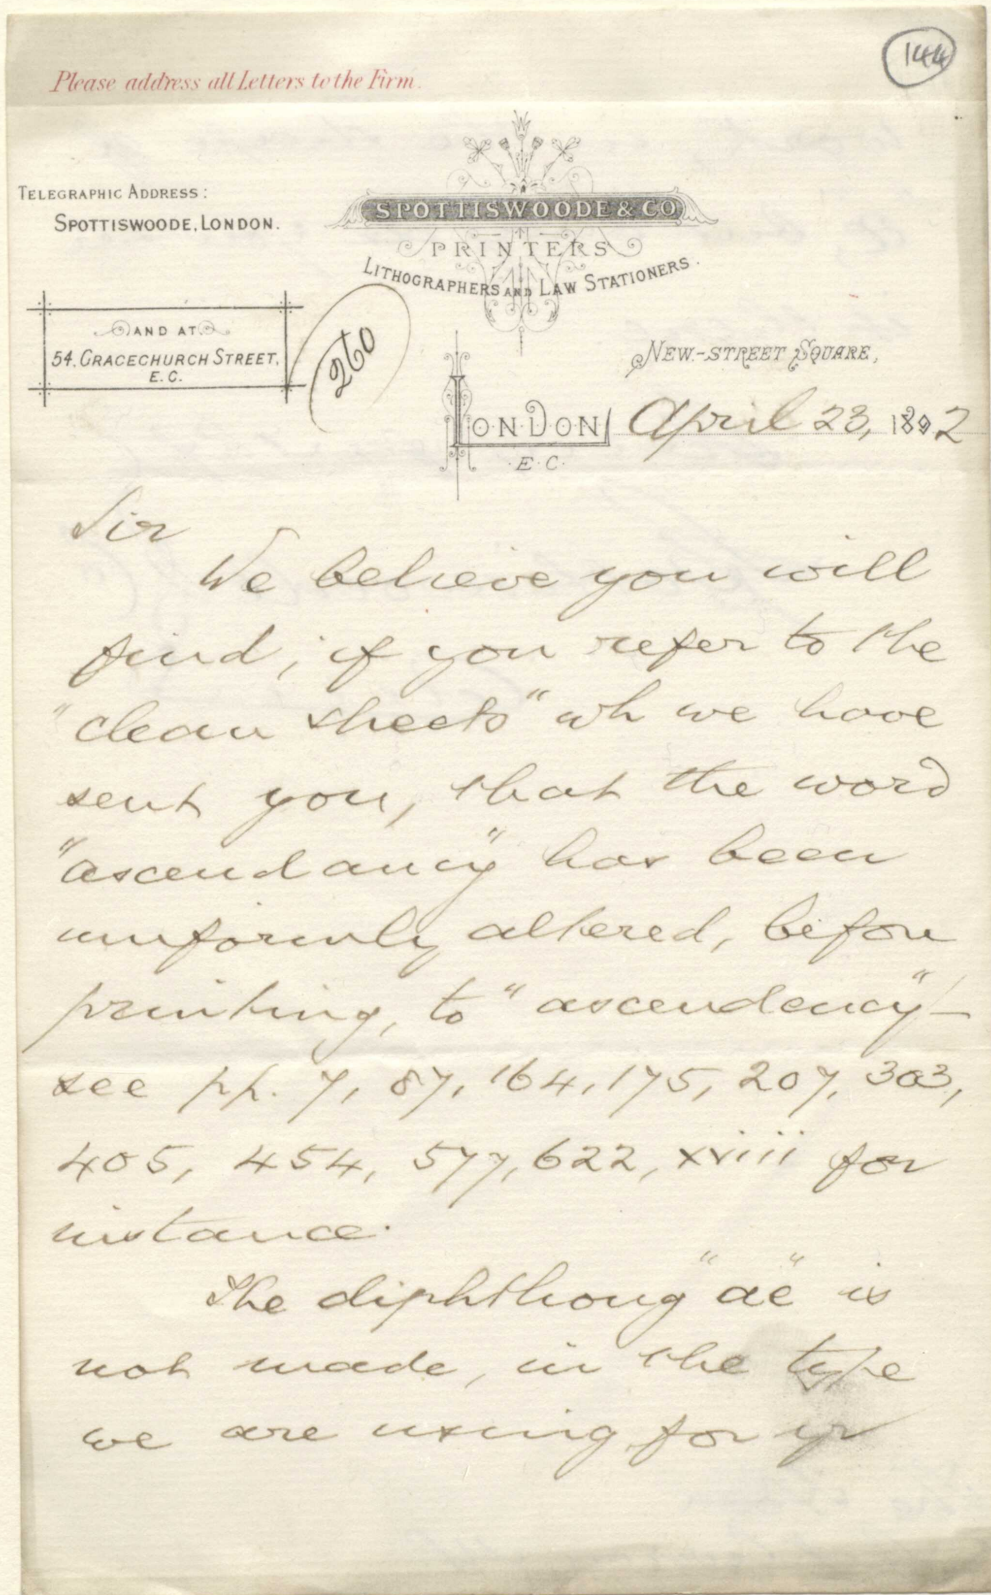 144
Please address all Letters to the Firm.
TELEGRAPHIC ADDRESS:
SPOTTISWOODE, LONDON.
SPOTTISWOODE & CO
PRINTERS
LITHOGRAPHERS AND LAW STATIONERS.
AND AT
54, GRACECHURCH STREET,
E.C.
260
NEW-STREET SQUARE,
LONDON April 23, 1892
E.C.
Sir
We believe you will
find, if you refer to the
"clean sheets" wh we have
sent you, that the word
"ascendancy" has been
uniformly altered, before
printing, to "ascendency" —
see pp. 7, 87, 164, 175, 207, 303,
405, 454, 577, 622, xviii for
instance.
The diphthong "ae" is
not made, in the type
we are using for yr